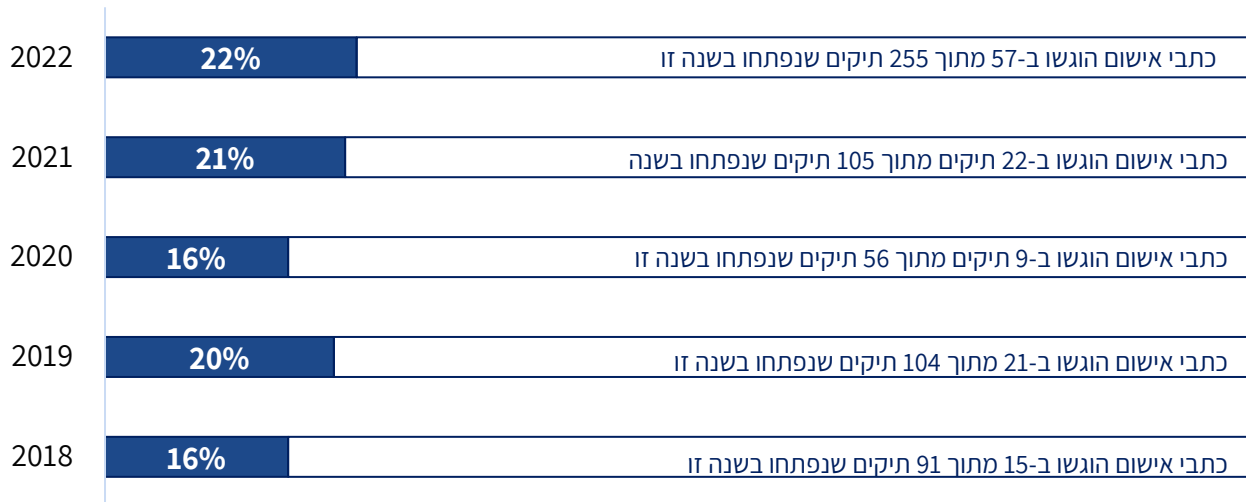 2022
22%
כתבי אישום הוגשו ב-57 מתוך 255 תיקים שנפתחו בשנה זו
2021
21%
כתבי אישום הוגשו ב-22 תיקים מתוך 105 תיקים שנפתחו בשנה
2020
16%
כתבי אישום הוגשו ב-9 תיקים מתוך 56 תיקים שנפתחו בשנה זו
2019
20%
כתבי אישום הוגשו ב-21 מתוך 104 תיקים שנפתחו בשנה זו
2018
16%
כתבי אישום הוגשו ב-15 מתוך 91 תיקים שנפתחו בשנה זו